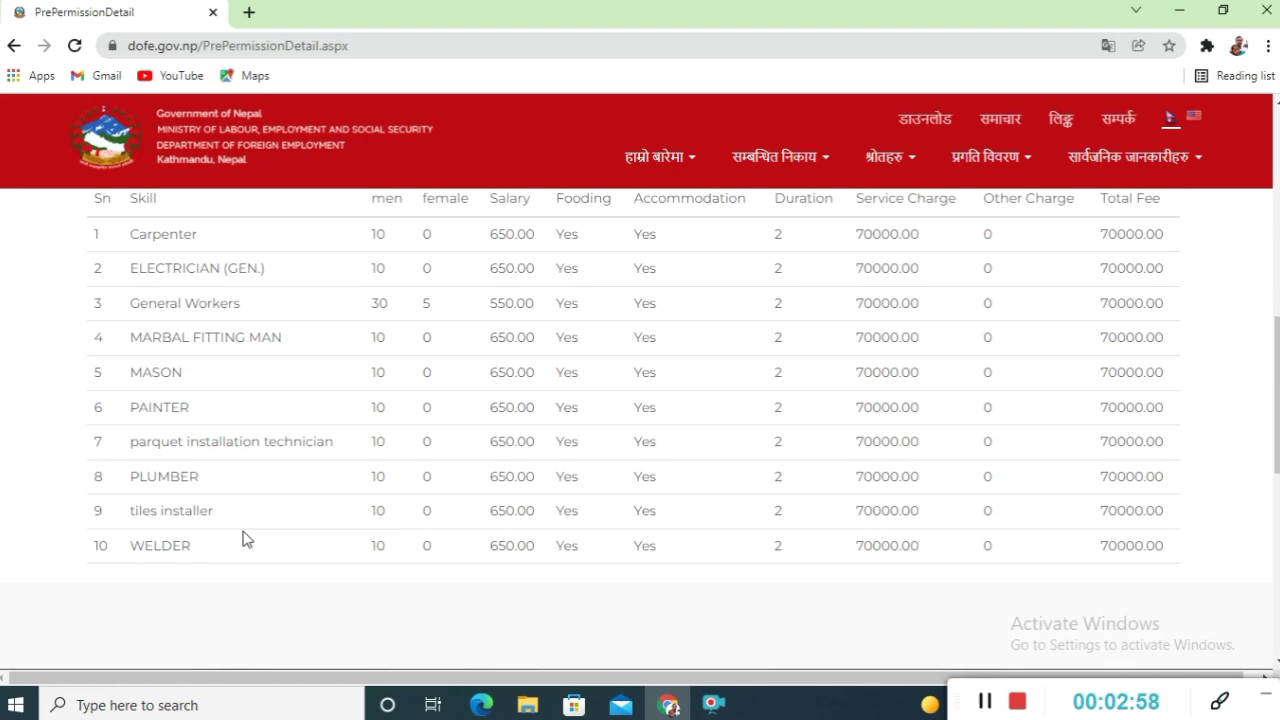 PrePermissionDetail
dofe.gov.np/PrePermissionDetail.aspx
Apps Gmail YouTube Maps Reading list
Government of Nepal
MINISTRY OF LABOUR, EMPLOYMENT AND SOCIAL SECURITY
DEPARTMENT OF FOREIGN EMPLOYMENT
Kathmandu, Nepal
डाउनलोड समाचार लिङ्क सम्पर्क
हाम्रो बारेमा सम्बन्धित निकाय श्रोतहरु प्रगति विवरण सार्वजनिक जानकारीहरु
Sn Skill men female Salary Fooding Accommodation Duration Service Charge Other Charge Total Fee
1 Carpenter 10 0 650.00 Yes Yes 2 70000.00 0 70000.00
2 ELECTRICIAN (GEN.) 10 0 650.00 Yes Yes 2 70000.00 0 70000.00
3 General Workers 30 5 550.00 Yes Yes 2 70000.00 0 70000.00
4 MARBAL FITTING MAN 10 0 650.00 Yes Yes 2 70000.00 0 70000.00
5 MASON 10 0 650.00 Yes Yes 2 70000.00 0 70000.00
6 PAINTER 10 0 650.00 Yes Yes 2 70000.00 0 70000.00
7 parquet installation technician 10 0 650.00 Yes Yes 2 70000.00 0 70000.00
8 PLUMBER 10 0 650.00 Yes Yes 2 70000.00 0 70000.00
9 tiles installer 10 0 650.00 Yes Yes 2 70000.00 0 70000.00
10 WELDER 10 0 650.00 Yes Yes 2 70000.00 0 70000.00
Activate Windows
Go to Settings to activate Windows.
Type here to search
00:02:58